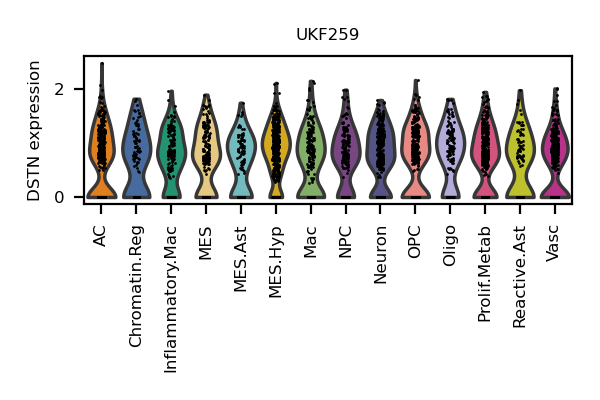 UKF259
DSTN expression
2
0
AC
Chromatin.Reg
Inflammatory.Mac
MES
MES.Ast
MES.Hyp
Mac
NPC
Neuron
OPC
Oligo
Prolif.Metab
Reactive.Ast
Vasc